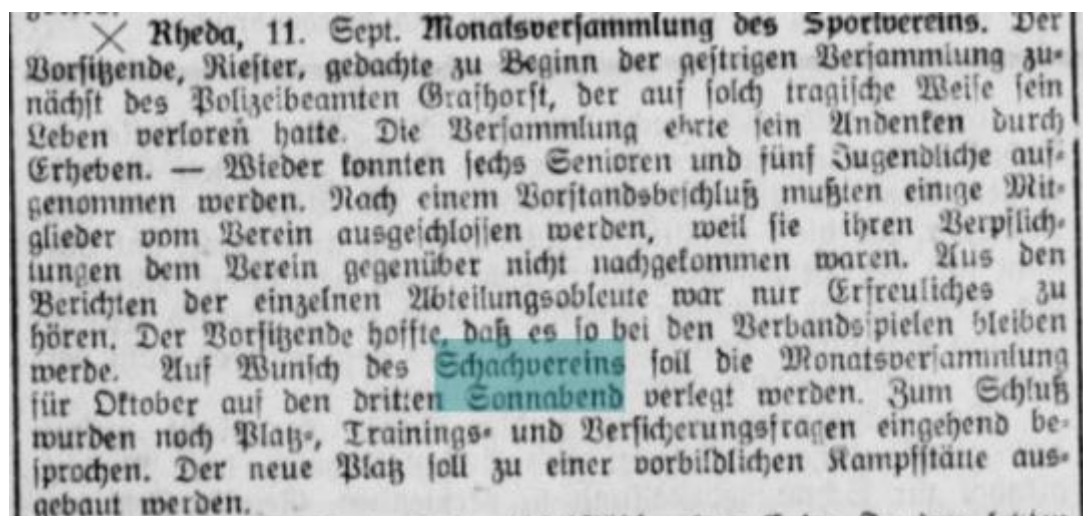 × Rheda, 11. Sept. Monatsversammlung des Sportvereins. Der
Vorsitzende, Riester, gedachte zu Beginn der gestrigen Versammlung zu-
nächst des Polizeibeamten Grashorst, der auf solch tragische Weise sein
Leben verloren hatte. Die Versammlung ehrte sein Andenken durch
Erheben. — Wieder konnten sechs Senioren und fünf Jugendliche auf-
genommen werden. Nach einem Vorstandsbeschluß mußten einige Mit-
glieder vom Verein ausgeschlossen werden, weil sie ihren Verpflich-
tungen dem Verein gegenüber nicht nachgekommen waren. Aus den
Berichten der einzelnen Abteilungsobleute war nur Erfreuliches zu
hören. Der Vorsitzende hoffte, daß es so bei den Verbandsspielen bleiben
werde. Auf Wunsch des Schachvereins soll die Monatsversammlung
für Oktober auf den dritten Sonnabend verlegt werden. Zum Schluß
wurden noch Platz-, Trainings- und Versicherungsfragen eingehend be-
sprochen. Der neue Platz soll zu einer vorbildlichen Kampfstätte aus-
gebaut werden.